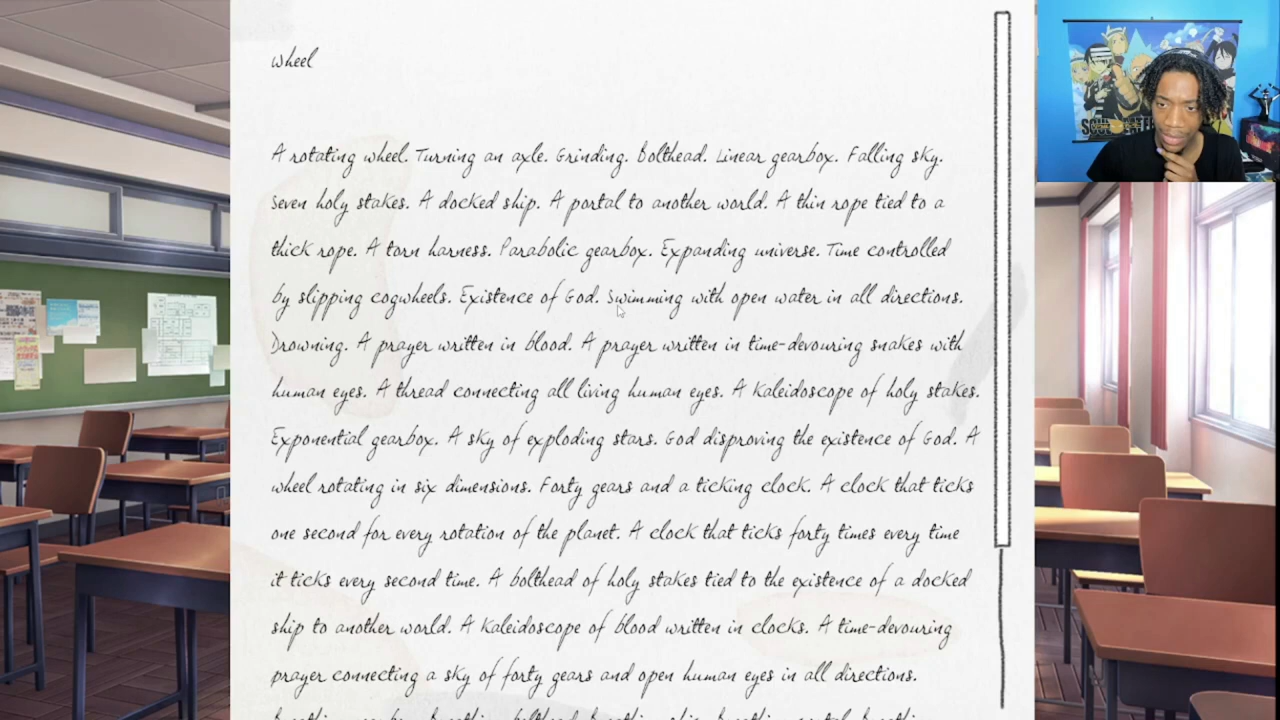 Wheel
A rotating wheel. Turning an axle. Grinding. Bolthead. Linear gearbox. Falling sky.
Seven holy stakes. A docked ship. A portal to another world. A thin rope tied to a
thick rope. A torn harness. Parabolic gearbox. Expanding universe. Time controlled
by slipping cogwheels. Existence of God. Swimming with open water in all directions.
Drowning. A prayer written in blood. A prayer written in time-devouring snakes with
human eyes. A thread connecting all living human eyes. A kaleidoscope of holy stakes.
Exponential gearbox. A sky of exploding stars. God disproving the existence of God. A
wheel rotating in six dimensions. Forty gears and a ticking clock. A clock that ticks
one second for every rotation of the planet. A clock that ticks forty times every time
it ticks every second time. A bolthead of holy stakes tied to the existence of a docked
ship to another world. A kaleidoscope of blood written in clocks. A time-devouring
prayer connecting a sky of forty gears and open human eyes in all directions.